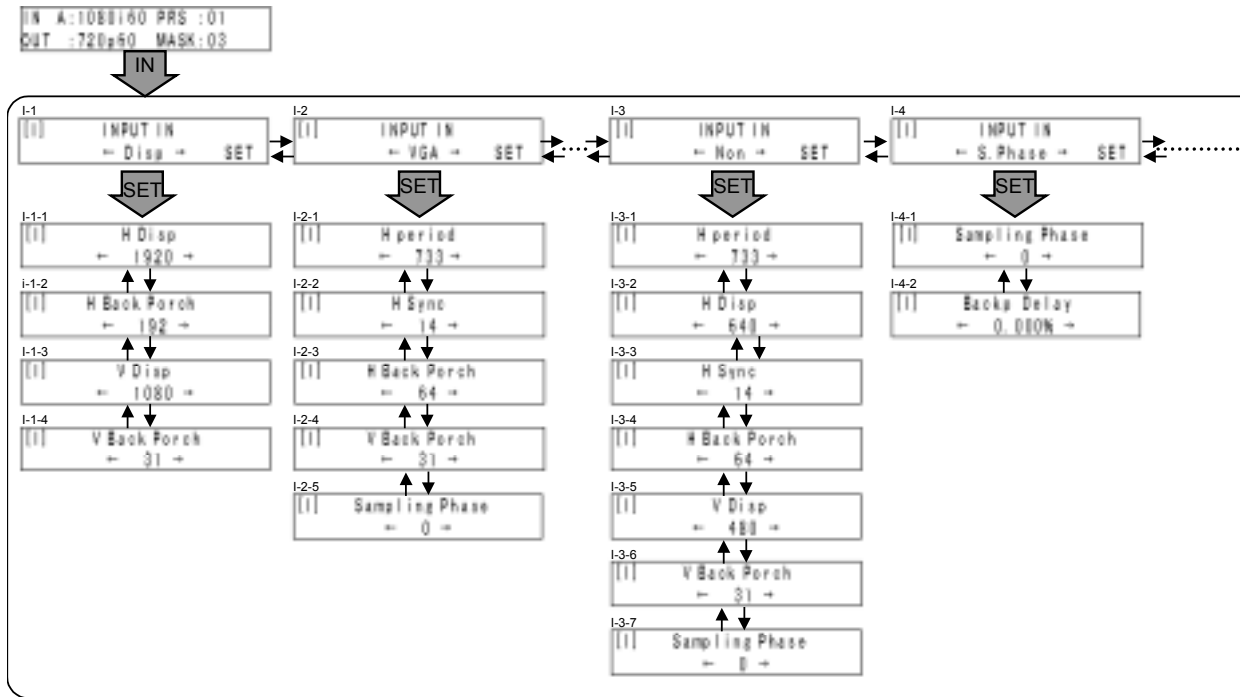 IN A:1080i60 PRS :01
OUT :720p60 MASK:03
IN
I-1
[I] INPUT IN
← Disp → SET
I-2
[I] INPUT IN
← VGA → SET
I-3
[I] INPUT IN
← Non → SET
I-4
[I] INPUT IN
← S.Phase → SET
SET
SET
SET
SET
I-1-1
[I] H Disp
← 1920 →
i-1-2
[I] H Back Porch
← 192 →
I-1-3
[I] V Disp
← 1080 →
I-1-4
[I] V Back Porch
← 31 →
I-2-1
[I] H period
← 733 →
I-2-2
[I] H Sync
← 14 →
I-2-3
[I] H Back Porch
← 64 →
I-2-4
[I] V Back Porch
← 31 →
I-2-5
[I] Sampling Phase
← 0 →
I-3-1
[I] H period
← 733 →
I-3-2
[I] H Disp
← 640 →
I-3-3
[I] H Sync
← 14 →
I-3-4
[I] H Back Porch
← 64 →
I-3-5
[I] V Disp
← 480 →
I-3-6
[I] V Back Porch
← 31 →
I-3-7
[I] Sampling Phase
← 0 →
I-4-1
[I] Sampling Phase
← 0 →
I-4-2
[I] Backp Delay
← 0.000% →